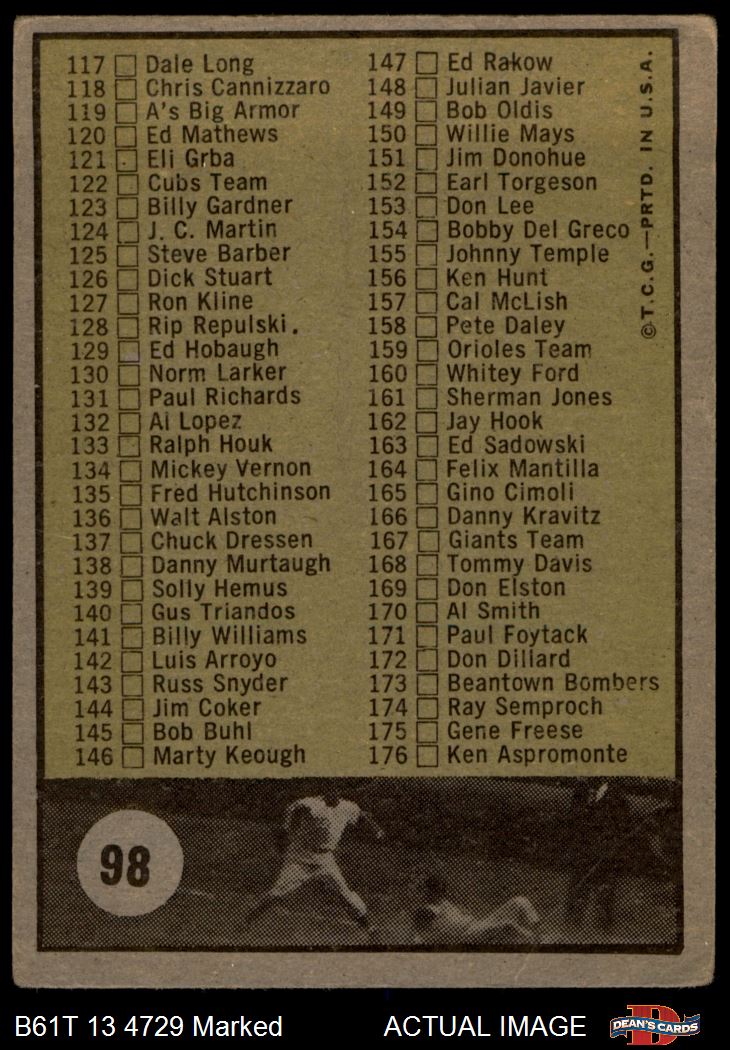 117 Dale Long
118 Chris Cannizzaro
119 A's Big Armor
120 Ed Mathews
121 Eli Grba
122 Cubs Team
123 Billy Gardner
124 J. C. Martin
125 Steve Barber
126 Dick Stuart
127 Ron Kline
128 Rip Repulski.
129 Ed Hobaugh
130 Norm Larker
131 Paul Richards
132 Al Lopez
133 Ralph Houk
134 Mickey Vernon
135 Fred Hutchinson
136 Walt Alston
137 Chuck Dressen
138 Danny Murtaugh
139 Solly Hemus
140 Gus Triandos
141 Billy Williams
142 Luis Arroyo
143 Russ Snyder
144 Jim Coker
145 Bob Buhl
146 Marty Keough
147 Ed Rakow
148 Julian Javier
149 Bob Oldis
150 Willie Mays
151 Jim Donohue
152 Earl Torgeson
153 Don Lee
154 Bobby Del Greco
155 Johnny Temple
156 Ken Hunt
157 Cal McLish
158 Pete Daley
159 Orioles Team
160 Whitey Ford
161 Sherman Jones
162 Jay Hook
163 Ed Sadowski
164 Felix Mantilla
165 Gino Cimoli
166 Danny Kravitz
167 Giants Team
168 Tommy Davis
169 Don Elston
170 Al Smith
171 Paul Foytack
172 Don Dillard
173 Beantown Bombers
174 Ray Semproch
175 Gene Freese
176 Ken Aspromonte
©T.C.G.—PRTD. IN U.S.A.
98
B61T 13 4729 Marked ACTUAL IMAGE
DEAN'S CARDS